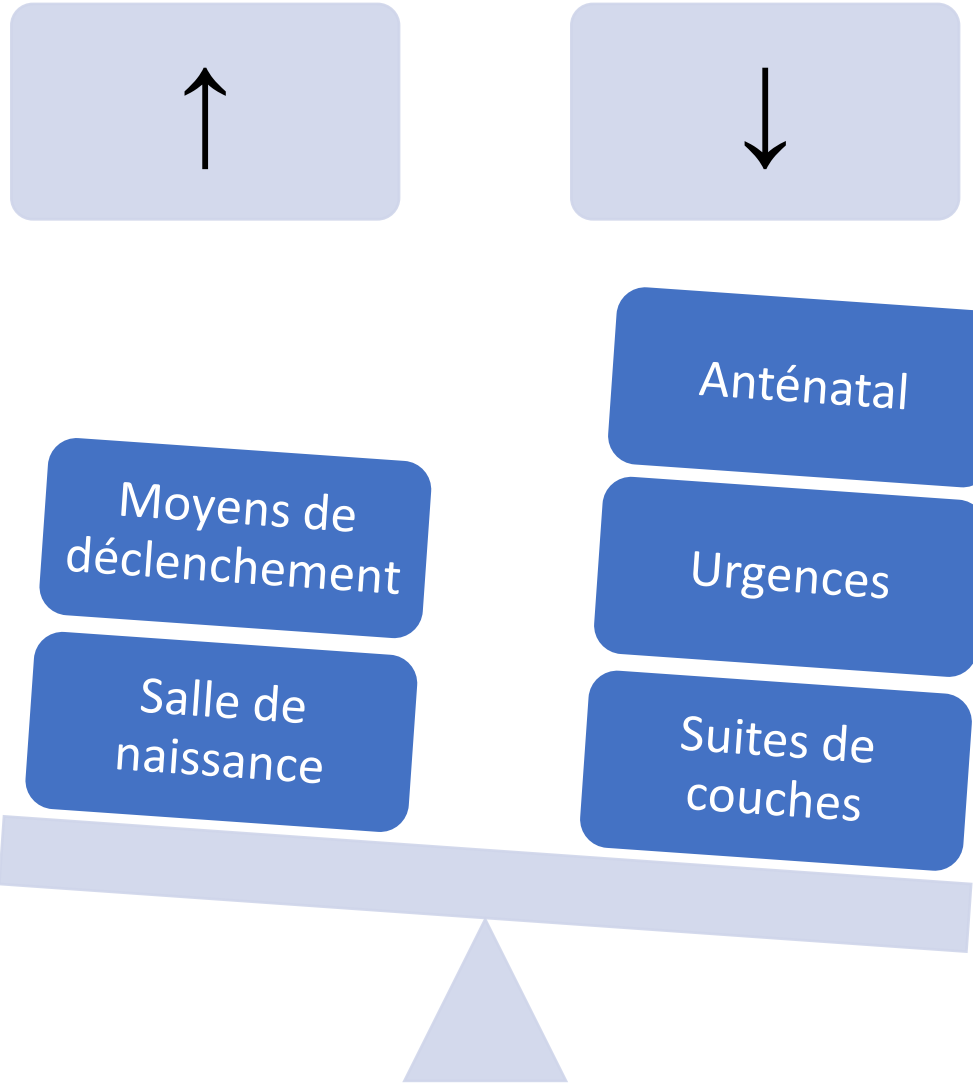 ↑
↓
Anténatal
Moyens de
déclenchement
Urgences
Salle de
naissance
Suites de
couches